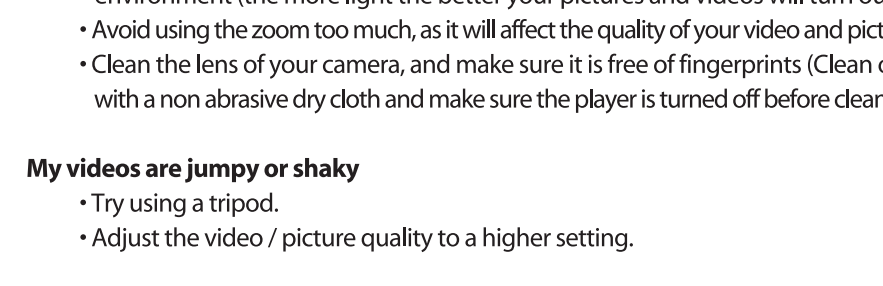 environment (the more light the better your pictures and videos will turn
• Avoid using the zoom too much, as it will affect the quality of your video and
• Clean the lens of your camera, and make sure it is free of fingerprints (Clean
with a non abrasive dry cloth and make sure the player is turned off before
My videos are jumpy or shaky
• Try using a tripod.
• Adjust the video / picture quality to a higher setting.